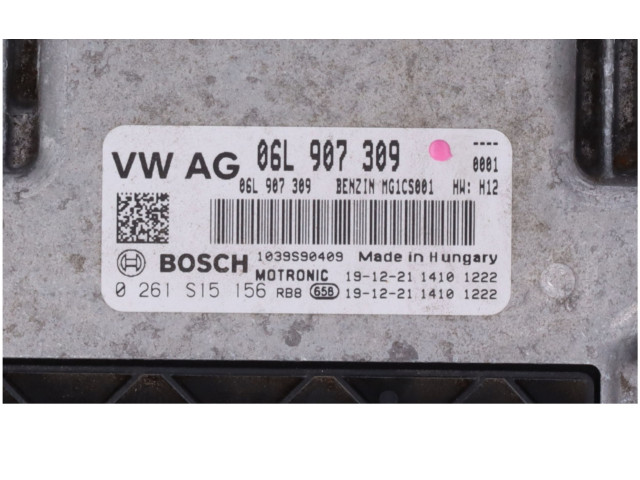 VW AG 06L 907 309 ----
0001
06L 907 309 BENZIN MG1CS001 HW: H12
BOSCH 1039S90409 Made in Hungary
MOTRONIC 19-12-21 1410 1222
0 261 S15 156 RBB 658 19-12-21 1410 1222